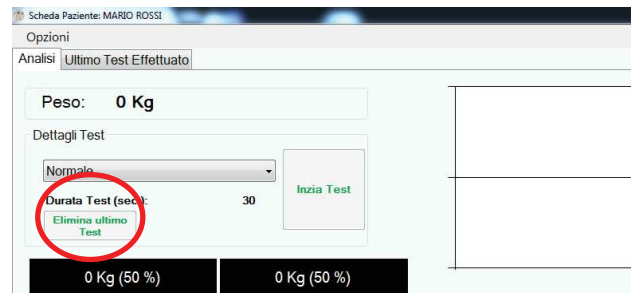 Scheda Paziente: MARIO ROSSI
Opzioni
Analisi Ultimo Test Effettuato
Peso: 0 Kg
Dettagli Test
Normale
Inzia Test
Durata Test (sec.): 30
Elimina ultimo
Test
0 Kg (50 %) 0 Kg (50 %)